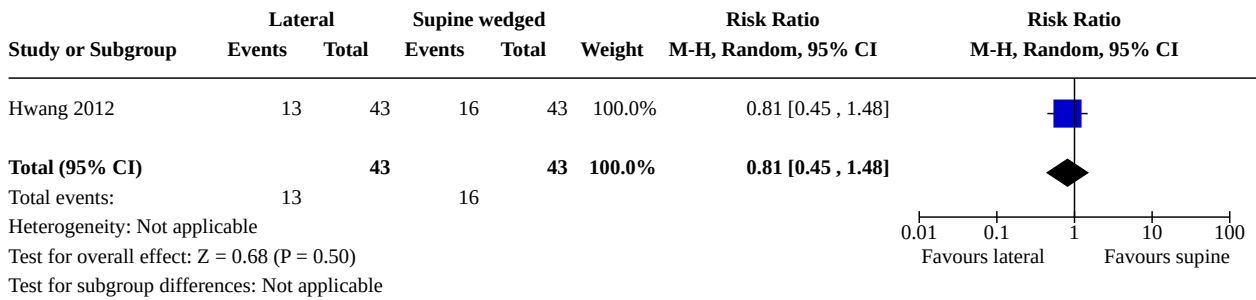 Lateral Supine wedged Risk Ratio Risk Ratio
Study or Subgroup Events Total Events Total Weight M-H, Random, 95% CI M-H, Random, 95% CI
Hwang 2012 13 43 16 43 100.0% 0.81 [0.45 , 1.48]
Total (95% CI) 43 43 100.0% 0.81 [0.45 , 1.48]
Total events: 13 16
Heterogeneity: Not applicable
0.01 0.1 1 10 100
Test for overall effect: Z = 0.68 (P = 0.50) Favours lateral Favours supine
Test for subgroup differences: Not applicable